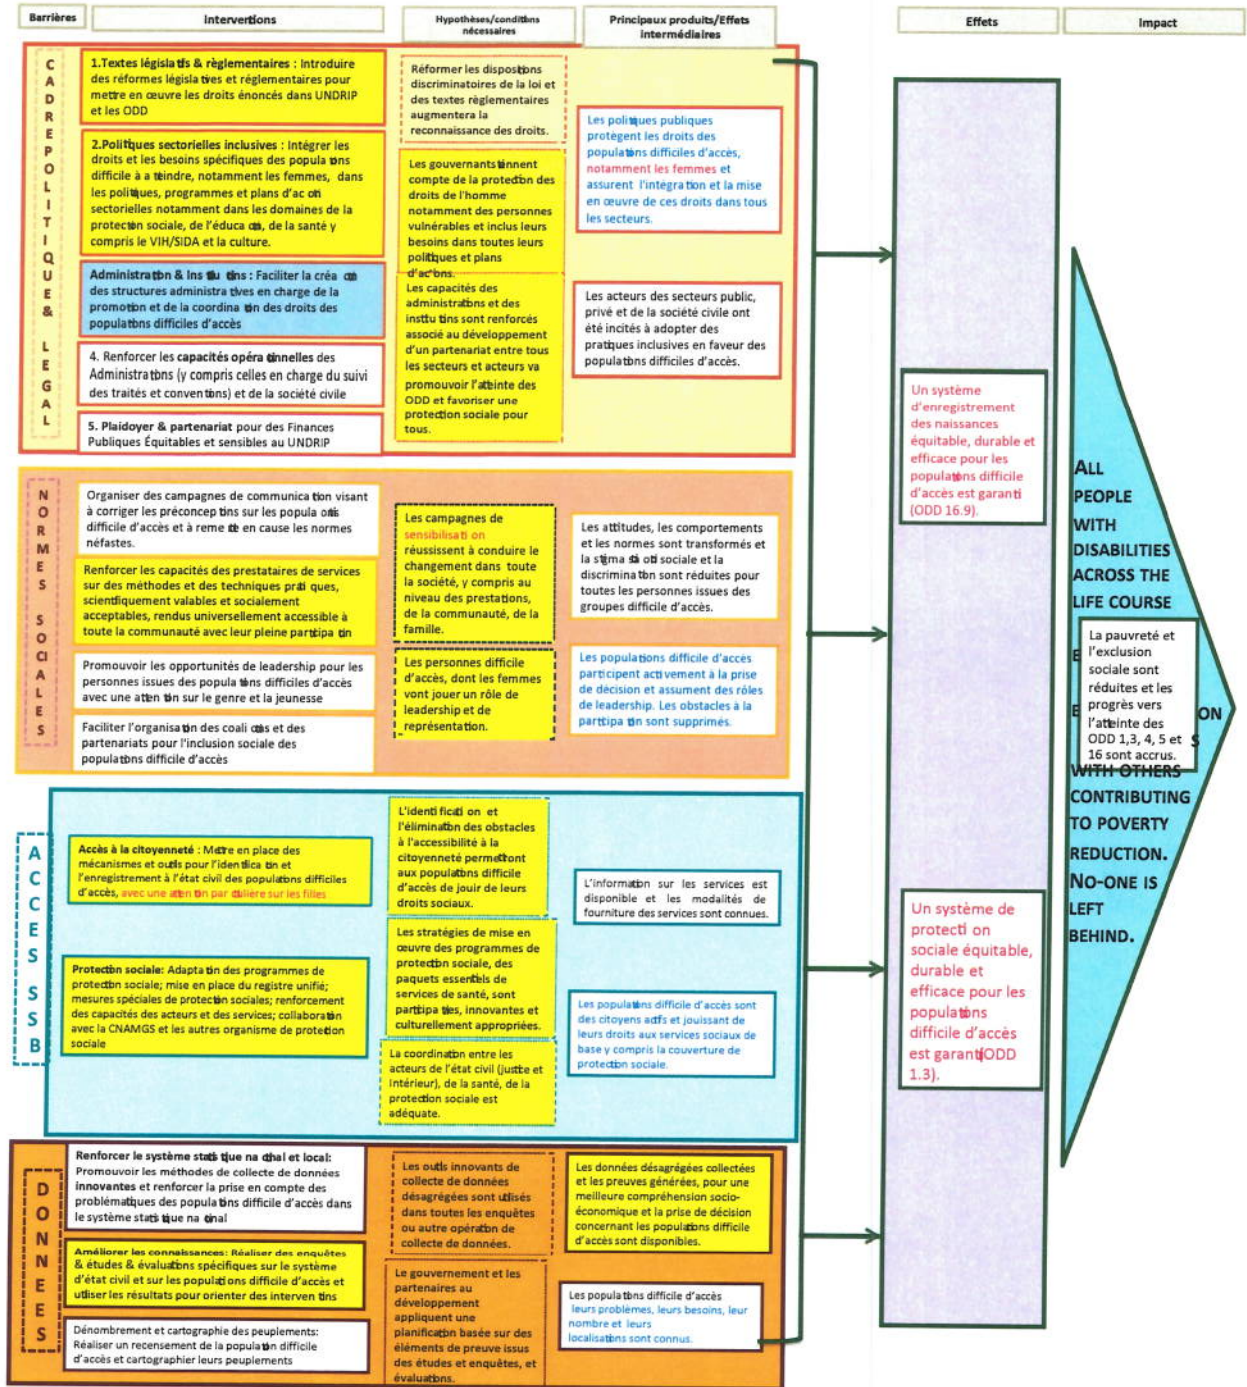 Barrières
Interventions
Hypothèses/conditions
nécessaires
Principaux produits/Effets
intermédiaires
Effets
Impact
CADRE POLITIQUE & LEGAL
1.Textes législatifs & règlementaires : Introduire
des réformes législatives et réglementaires pour
mettre en œuvre les droits énoncés dans UNDRIP
et les ODD
2.Politiques sectorielles inclusives : Intégrer les
droits et les besoins spécifiques des populations
difficile à atteindre, notamment les femmes, dans
les politiques, programmes et plans d'action
sectorielles notamment dans les domaines de la
protection sociale, de l'éducation, de la santé y
compris le VIH/SIDA et la culture.
Administration & Institutions : Faciliter la création
des structures administratives en charge de la
promotion et de la coordination des droits des
populations difficiles d'accès
4. Renforcer les capacités opérationnelles des
Administrations (y compris celles en charge du suivi
des traités et conventions) et de la société civile
5. Plaidoyer & partenariat pour des Finances
Publiques Équitables et sensibles au UNDRIP
Réformer les dispositions
discriminatoires de la loi et
des textes règlementaires
augmentera la
reconnaissance des droits.
Les gouvernants tiennent
compte de la protection des
droits de l'homme
notamment des personnes
vulnérables et inclus leurs
besoins dans toutes leurs
politiques et plans
d'actions.
Les capacités des
administrations et des
institutions sont renforcés
associé au développement
d'un partenariat entre tous
les secteurs et acteurs va
promouvoir l'atteinte des
ODD et favoriser une
protection sociale pour
tous.
Les politiques publiques
protègent les droits des
populations difficiles d'accès,
notamment les femmes et
assurent l'intégration et la mise
en œuvre de ces droits dans tous
les secteurs.
Les acteurs des secteurs public,
privé et de la société civile ont
été incités à adopter des
pratiques inclusives en faveur des
populations difficiles d'accès.
NORMES SOCIALES
Organiser des campagnes de communication visant
à corriger les préconceptions sur les populations
difficile d'accès et à remettre en cause les normes
néfastes.
Renforcer les capacités des prestataires de services
sur des méthodes et des techniques pratiques,
scientifiquement valables et socialement
acceptables, rendus universellement accessible à
toute la communauté avec leur pleine participation
Promouvoir les opportunités de leadership pour les
personnes issues des populations difficiles d'accès
avec une attention sur le genre et la jeunesse
Faciliter l'organisation des coalitions et des
partenariats pour l'inclusion sociale des
populations difficile d'accès
Les campagnes de
sensibilisation
réussissent à conduire le
changement dans toute
la société, y compris au
niveau des prestations,
de la communauté, de la
famille.
Les personnes difficile
d'accès, dont les femmes
vont jouer un rôle de
leadership et de
représentation.
Les attitudes, les comportements
et les normes sont transformés et
la stigmatisation sociale et la
discrimination sont réduites pour
toutes les personnes issues des
groupes difficile d'accès.
Les populations difficile d'accès
participent activement à la prise
de décision et assument des rôles
de leadership. Les obstacles à la
participation sont supprimés.
ACCES SSB
Accès à la citoyenneté : Mettre en place des
mécanismes et outils pour l'identification et
l'enregistrement à l'état civil des populations difficiles
d'accès, avec une attention particulière sur les filles
Protection sociale: Adaptation des programmes de
protection sociale; mise en place du registre unifié;
mesures spéciales de protection sociales; renforcement
des capacités des acteurs et des services; collaboration
avec la CNAMGS et les autres organisme de protection
sociale
L'identification et
l'élimination des obstacles
à l'accessibilité à la
citoyenneté permettront
aux populations difficile
d'accès de jouir de leurs
droits sociaux.
Les stratégies de mise en
œuvre des programmes de
protection sociale, des
paquets essentiels de
services de santé, sont
participatives, innovantes et
culturellement appropriées.
La coordination entre les
acteurs de l'état civil (justice et
intérieur), de la santé, de la
protection sociale est
adéquate.
L'information sur les services est
disponible et les modalités de
fourniture des services sont connues.
Les populations difficile d'accès sont
des citoyens actifs et jouissant de
leurs droits aux services sociaux de
base y compris la couverture de
protection sociale.
DONNEES
Renforcer le système statistique national et local:
Promouvoir les méthodes de collecte de données
innovantes et renforcer la prise en compte des
problématiques des populations difficile d'accès dans
le système statistique national
Améliorer les connaissances: Réaliser des enquêtes
& études & évaluations spécifiques sur le système
d'état civil et sur les populations difficile d'accès et
utiliser les résultats pour orienter des interventions
Dénombrement et cartographie des peuplements:
Réaliser un recensement de la population difficile
d'accès et cartographier leurs peuplements
Les outils innovants de
collecte de données
désagrégées sont utilisés
dans toutes les enquêtes
ou autre opération de
collecte de données.
Le gouvernement et les
partenaires au
développement
appliquent une
planification basée sur des
éléments de preuve issus
des études et enquêtes, et
évaluations.
Les données désagrégées collectées
et les preuves générées, pour une
meilleure compréhension socio-
économique et la prise de décision
concernant les populations difficile
d'accès sont disponibles.
Les populations difficile d'accès
leurs problèmes, leurs besoins, leur
nombre et leurs
localisations sont connus.
Un système
d'enregistrement
des naissances
équitable, durable et
efficace pour les
populations difficile
d'accès est garanti
(ODD 16.9).
Un système de
protection
sociale équitable,
durable et
efficace pour les
populations
difficile d'accès
est garanti(ODD
1.3).
ALL
PEOPLE
WITH
DISABILITIES
ACROSS THE
LIFE COURSE
La pauvreté et
l'exclusion
sociale sont
réduites et les
progrès vers
l'atteinte des
ODD 1,3, 4, 5 et
16 sont accrus.
ON
S
WITH OTHERS
CONTRIBUTING
TO POVERTY
REDUCTION.
NO-ONE IS
LEFT
BEHIND.